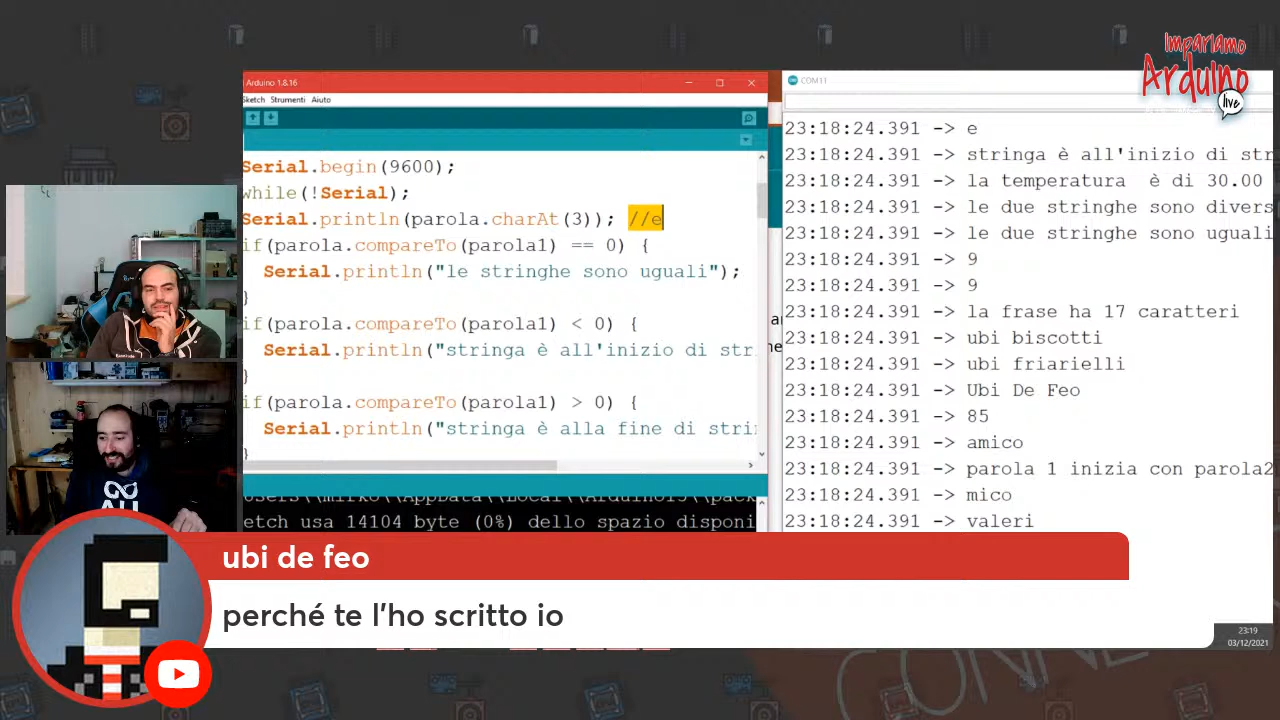 Impariamo
Arduino
live
Arduino 1.8.16
Sketch Strumenti Aiuto
Serial.begin(9600);
while(!Serial);
Serial.println(parola.charAt(3)); //e
if(parola.compareTo(parola1) == 0) {
Serial.println("le stringhe sono uguali");
}
if(parola.compareTo(parola1) < 0) {
Serial.println("stringa è all'inizio di str
}
if(parola.compareTo(parola1) > 0) {
Serial.println("stringa è alla fine di stri
}
sers\\mirko\\AppData\\Local\\Arduino15\\pack
etch usa 14104 byte (0%) dello spazio disponi
COM11
23:18:24.391 -> e
23:18:24.391 -> stringa è all'inizio di str
23:18:24.391 -> la temperatura  è di 30.00
23:18:24.391 -> le due stringhe sono divers
23:18:24.391 -> le due stringhe sono uguali
23:18:24.391 -> 9
23:18:24.391 -> 9
23:18:24.391 -> la frase ha 17 caratteri
23:18:24.391 -> ubi biscotti
23:18:24.391 -> ubi friarielli
23:18:24.391 -> Ubi De Feo
23:18:24.391 -> 85
23:18:24.391 -> amico
23:18:24.391 -> parola 1 inizia con parola2
23:18:24.391 -> mico
23:18:24.391 -> valeri
ubi de feo
perché te l'ho scritto io
23:19
03/12/2021
CONNE